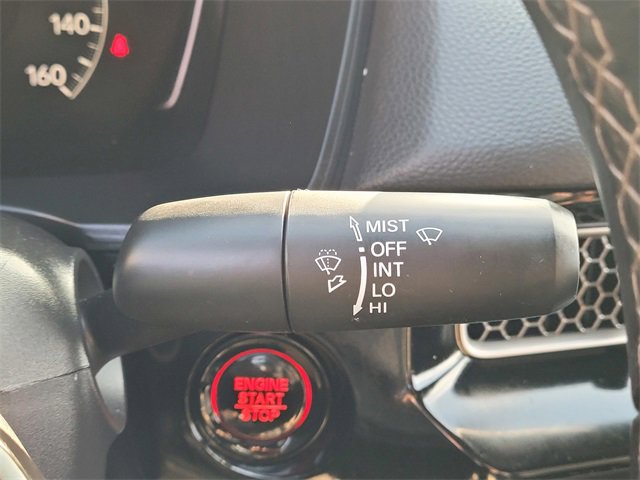 140
160
MIST
OFF
INT
LO
HI
ENGINE
START
STOP